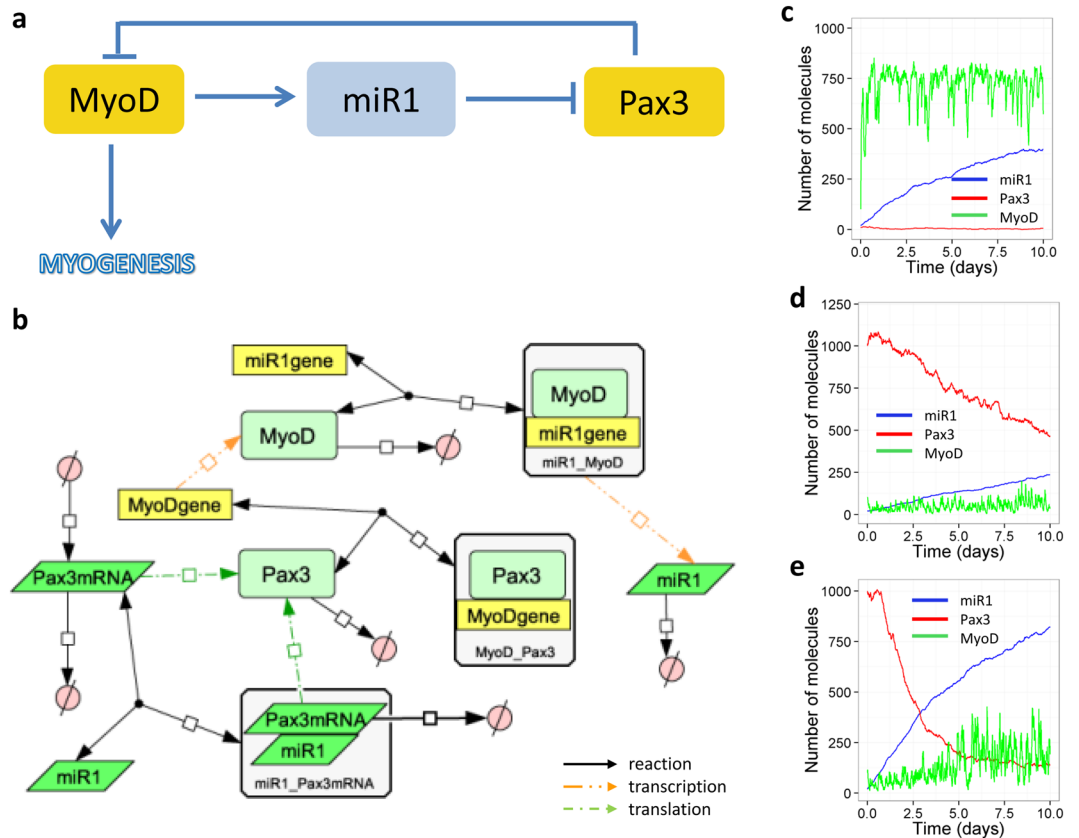 a
MyoD
miR1
Pax3
MYOGENESIS
b
miR1gene
MyoD
MyoD
miR1gene
miR1_MyoD
MyoDgene
Pax3mRNA
Pax3
Pax3
MyoDgene
MyoD_Pax3
miR1
Pax3mRNA
miR1
miR1_Pax3mRNA
miR1
reaction
transcription
translation
c
Number of molecules
1000
750
500
250
0
miR1
Pax3
MyoD
0.0 2.5 5.0 7.5 10.0
Time (days)
d
Number of molecules
1250
1000
750
500
250
0
miR1
Pax3
MyoD
0.0 2.5 5.0 7.5 10.0
Time (days)
e
Number of molecules
1000
750
500
250
0
miR1
Pax3
MyoD
0.0 2.5 5.0 7.5 10.0
Time (days)